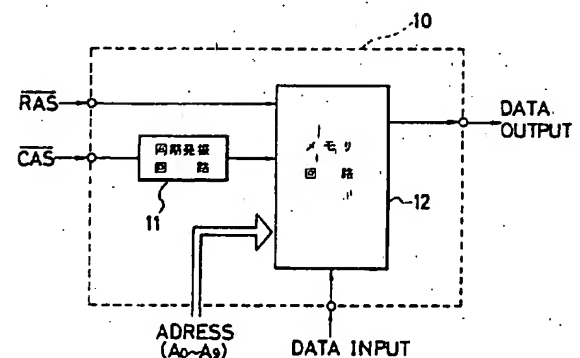 10
RAS
CAS
同期発振
回路
11
メモリ
回路
12
DATA
OUTPUT
ADRESS
(A0~A9)
DATA INPUT